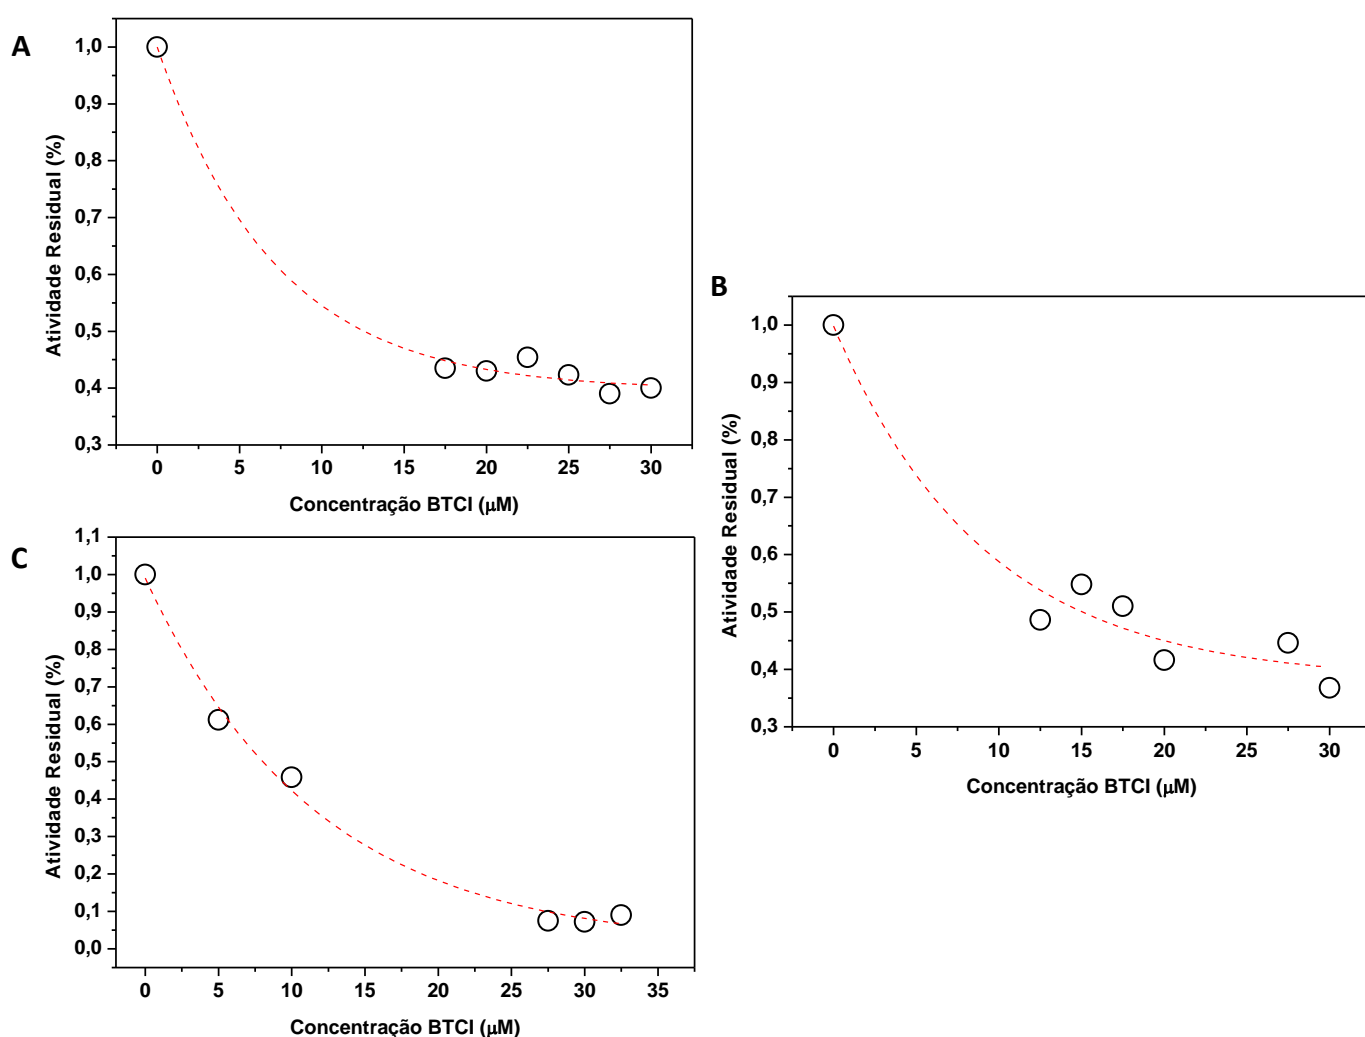 A
1,0
0,9
0,8
0,7
0,6
0,5
0,4
0,3
Atividade Residual (%)
0 5 10 15 20 25 30
Concentração BTCI (μM)
B
1,0
0,9
0,8
0,7
0,6
0,5
0,4
0,3
Atividade Residual (%)
0 5 10 15 20 25 30
Concentração BTCI (μM)
C
1,1
1,0
0,9
0,8
0,7
0,6
0,5
0,4
0,3
0,2
0,1
0,0
Atividade Residual (%)
0 5 10 15 20 25 30 35
Concentração BTCI (μM)